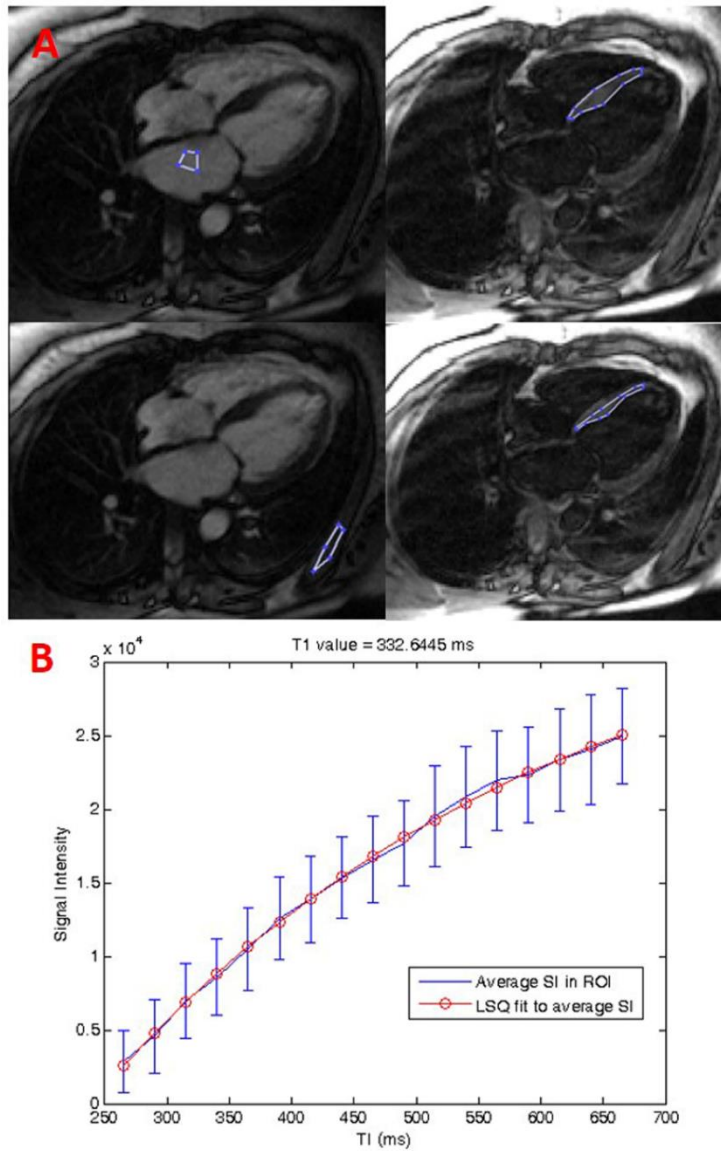 A
B
T1 value = 332.6445 ms
x 10⁴
3
2.5
2
1.5
1
0.5
0
Signal Intensity
Average SI in ROI
LSQ fit to average SI
250 300 350 400 450 500 550 600 650 700
TI (ms)